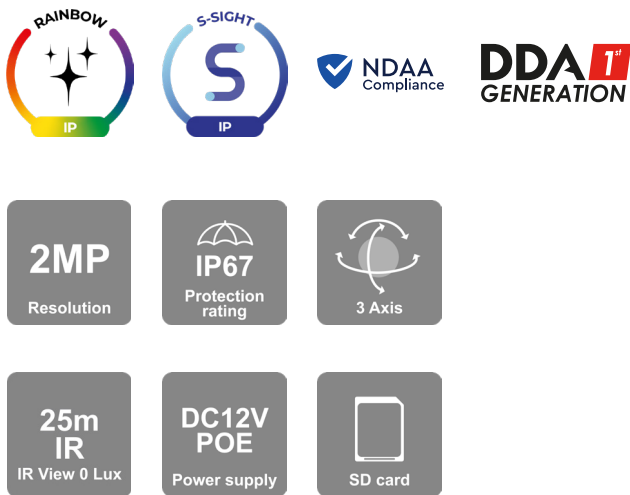 RAINBOW
IP
S-SIGHT
S
IP
NDAA
Compliance
DDA 1st
GENERATION
2MP
Resolution
IP67
Protection
rating
3 Axis
25m
IR
IR View 0 Lux
DC12V
POE
Power supply
SD card